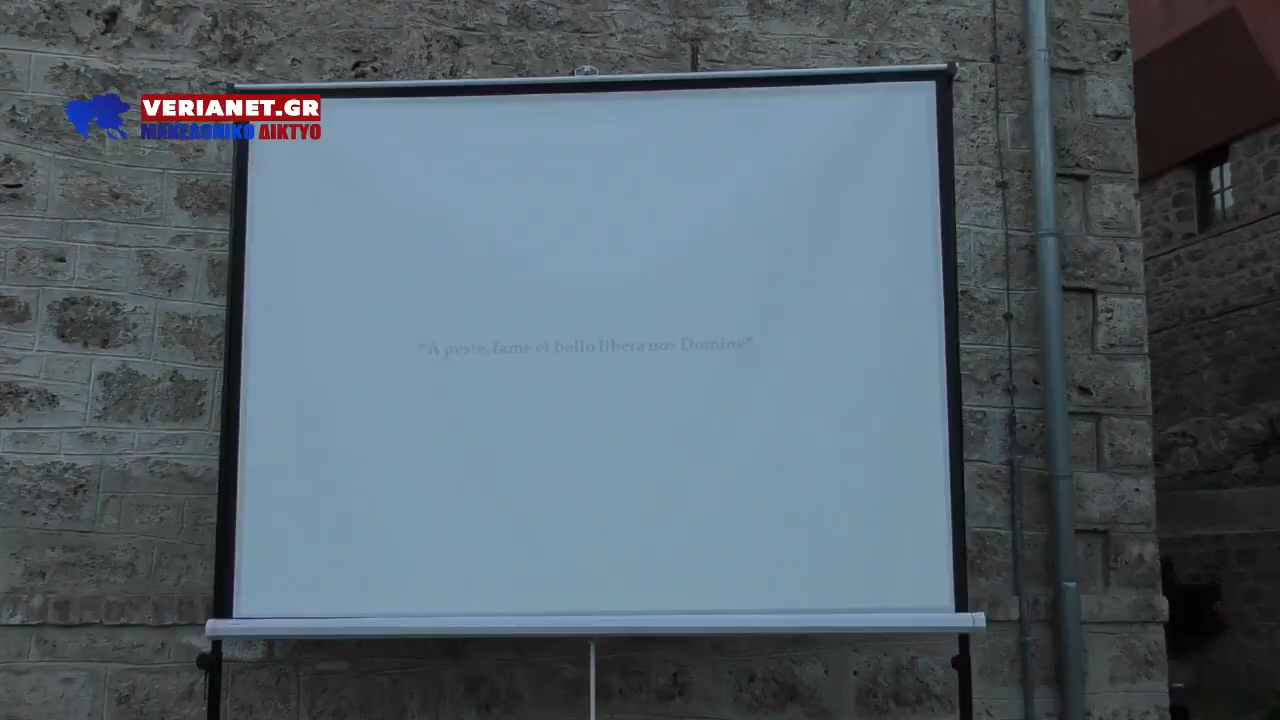 VERIANET.GR
ΜΑΚΕΔΟΝΙΚΟ ΔΙΚΤΥΟ
"A peste, fame et bello libera nos Domine"